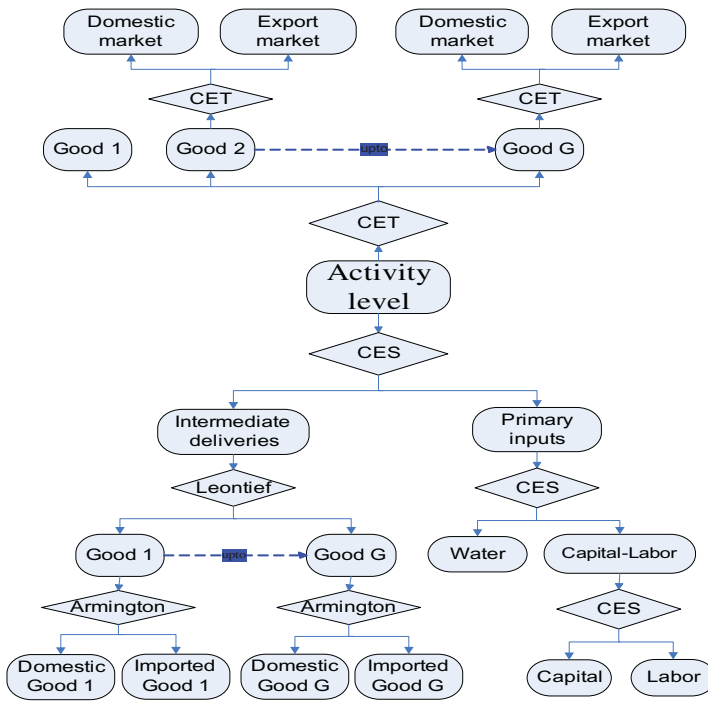 Domestic
market
Export
market
Domestic
market
Export
market
CET
CET
Good 1
Good 2
upto
Good G
CET
Activity
level
CES
Intermediate
deliveries
Primary
inputs
Leontief
CES
Good 1
upto
Good G
Water
Capital-Labor
Armington
Armington
CES
Domestic
Good 1
Imported
Good 1
Domestic
Good G
Imported
Good G
Capital
Labor